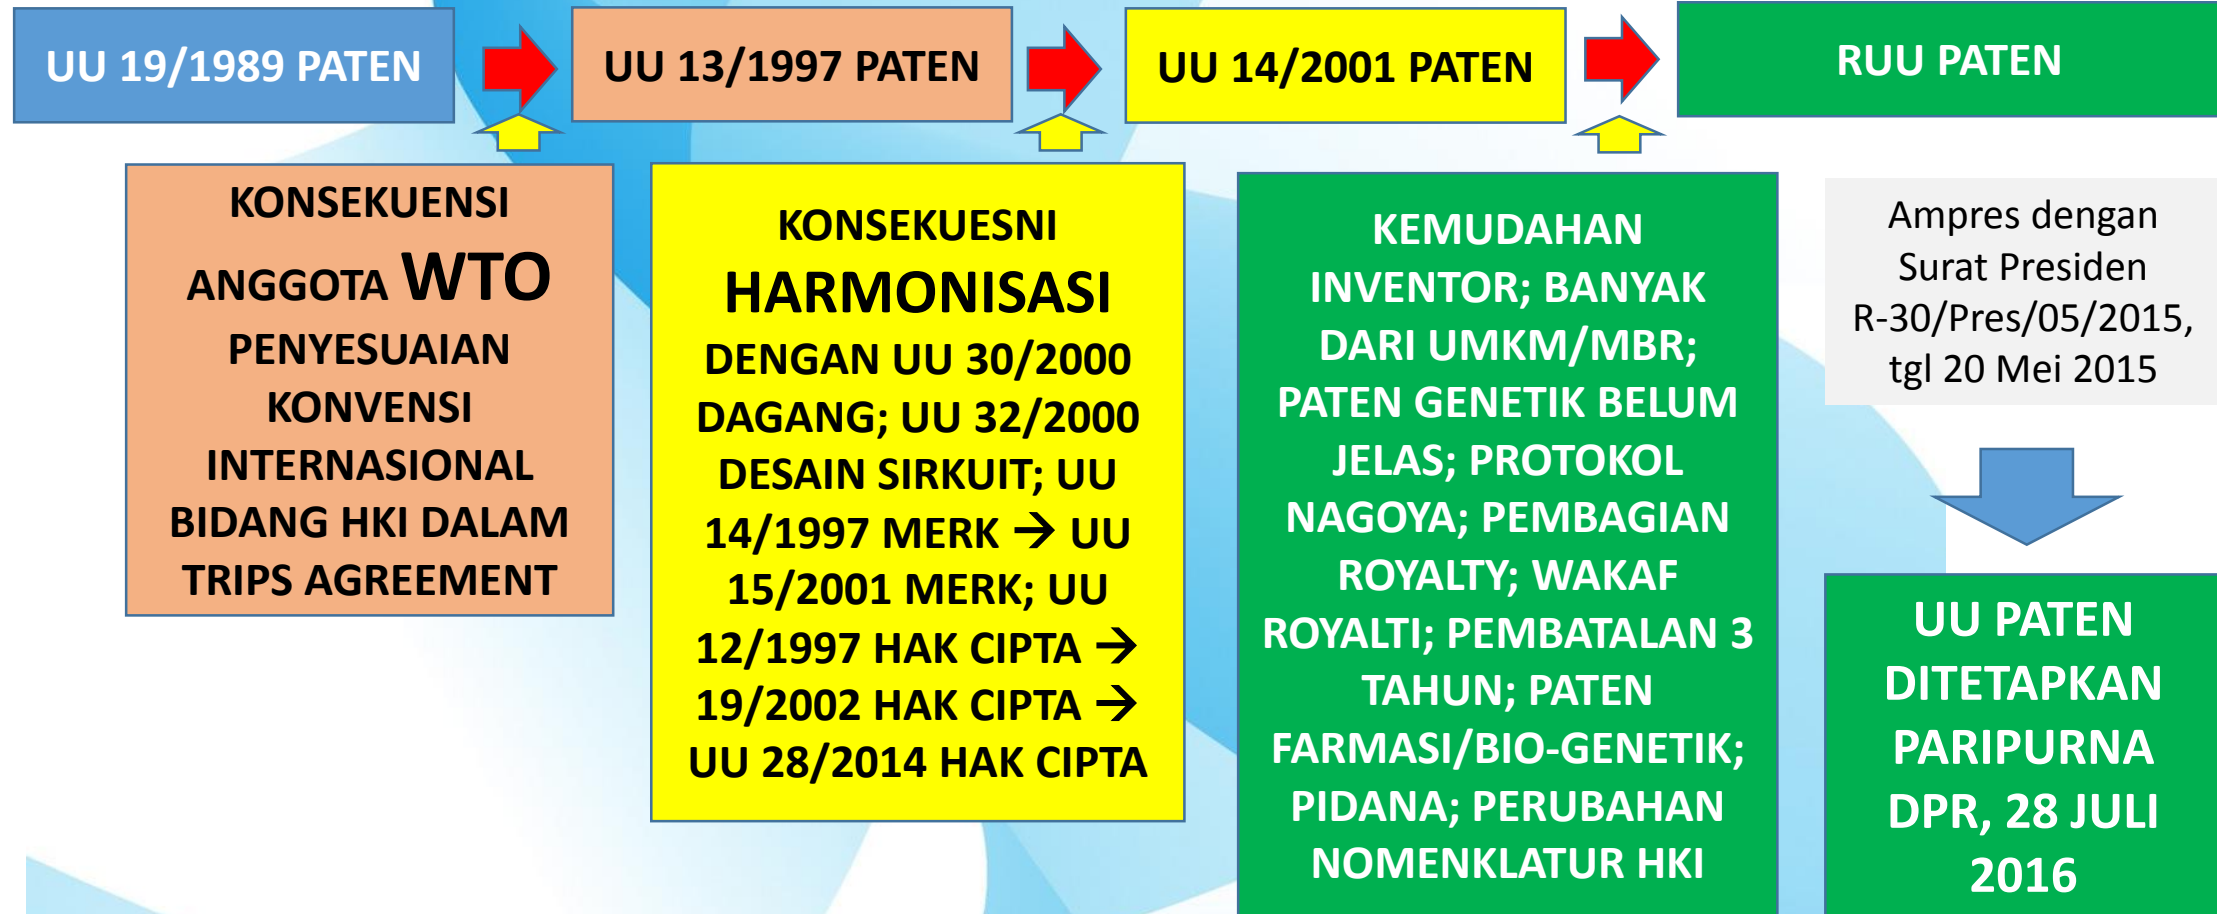 UU 19/1989 PATEN
UU 13/1997 PATEN
UU 14/2001 PATEN
RUU PATEN
KONSEKUENSI
ANGGOTA WTO
PENYESUAIAN
KONVENSI
INTERNASIONAL
BIDANG HKI DALAM
TRIPS AGREEMENT
KONSEKUESNI
HARMONISASI
DENGAN UU 30/2000
DAGANG; UU 32/2000
DESAIN SIRKUIT; UU
14/1997 MERK → UU
15/2001 MERK; UU
12/1997 HAK CIPTA →
19/2002 HAK CIPTA →
UU 28/2014 HAK CIPTA
KEMUDAHAN
INVENTOR; BANYAK
DARI UMKM/MBR;
PATEN GENETIK BELUM
JELAS; PROTOKOL
NAGOYA; PEMBAGIAN
ROYALTY; WAKAF
ROYALTI; PEMBATALAN 3
TAHUN; PATEN
FARMASI/BIO-GENETIK;
PIDANA; PERUBAHAN
NOMENKLATUR HKI
Ampres dengan
Surat Presiden
R-30/Pres/05/2015,
tgl 20 Mei 2015
UU PATEN
DITETAPKAN
PARIPURNA
DPR, 28 JULI
2016